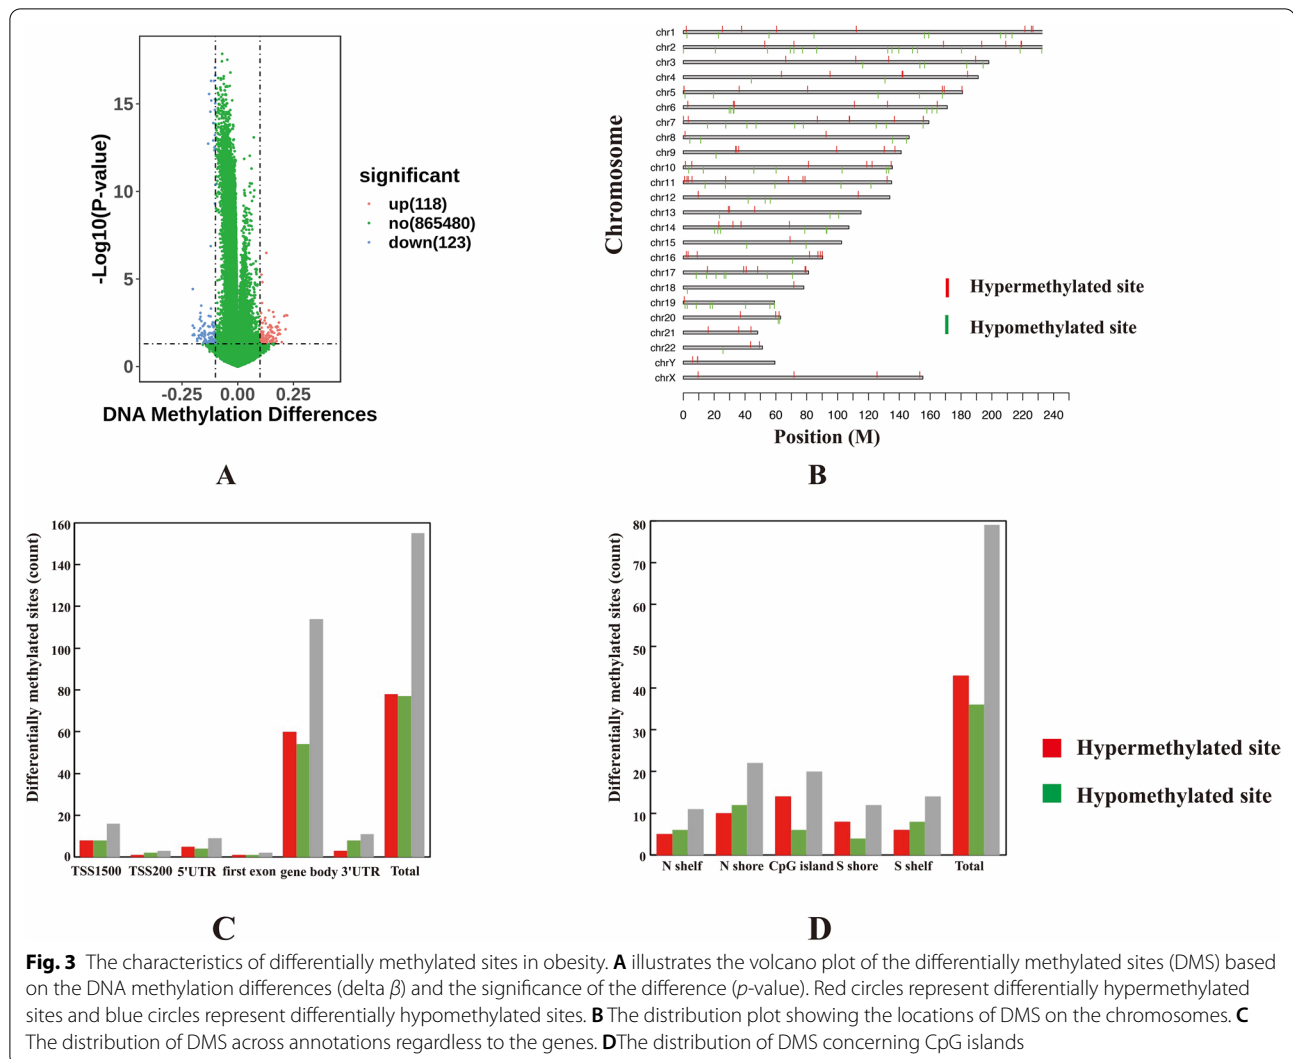 15
10
5
0
-Log10(P-value)
-0.25 0.00 0.25
DNA Methylation Differences
significant
up(118)
no(865480)
down(123)
A
Chromosome
chr1
chr2
chr3
chr4
chr5
chr6
chr7
chr8
chr9
chr10
chr11
chr12
chr13
chr14
chr15
chr16
chr17
chr18
chr19
chr20
chr21
chr22
chrY
chrX
0 20 40 60 80 100 120 140 160 180 200 220 240
Position (M)
Hypermethylated site
Hypomethylated site
B
Differentially methylated sites (count)
160
140
120
100
80
60
40
20
0
TSS1500 TSS200 5'UTR first exon gene body 3'UTR Total
C
Differentially methylated sites (count)
80
70
60
50
40
30
20
10
0
N shelf N shore CpG island S shore S shelf Total
Hypermethylated site
Hypomethylated site
D
Fig. 3 The characteristics of differentially methylated sites in obesity. A illustrates the volcano plot of the differentially methylated sites (DMS) based
on the DNA methylation differences (delta β) and the significance of the difference (p-value). Red circles represent differentially hypermethylated
sites and blue circles represent differentially hypomethylated sites. B The distribution plot showing the locations of DMS on the chromosomes. C
The distribution of DMS across annotations regardless to the genes. DThe distribution of DMS concerning CpG islands